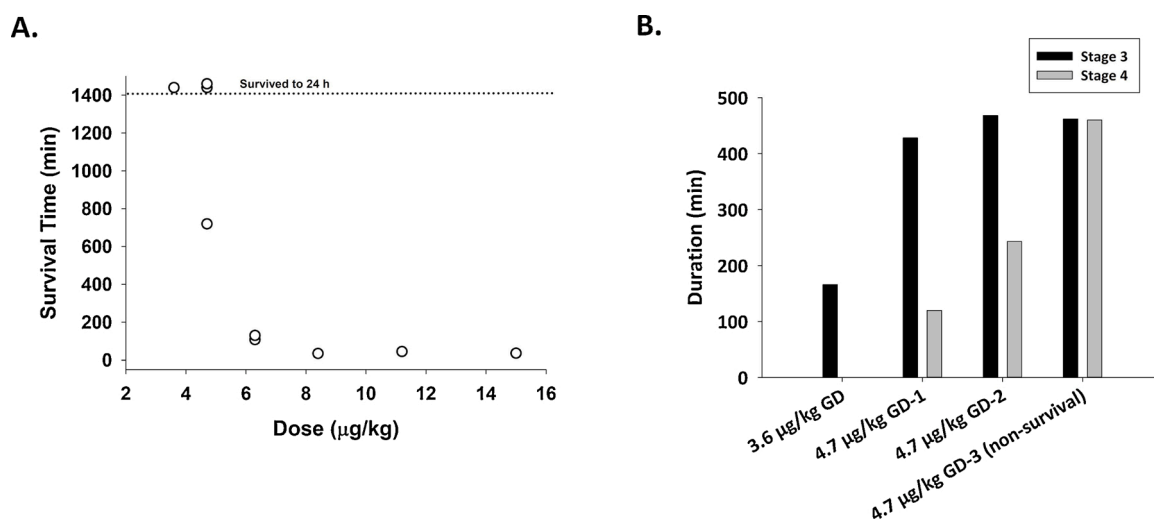 A.
Survived to 24 h
1400
1200
1000
800
600
400
200
0
Survival Time (min)
2 4 6 8 10 12 14 16
Dose (µg/kg)
B.
Stage 3
Stage 4
500
400
300
200
100
0
Duration (min)
3.6 µg/kg GD
4.7 µg/kg GD-1
4.7 µg/kg GD-2
4.7 µg/kg GD-3 (non-survival)